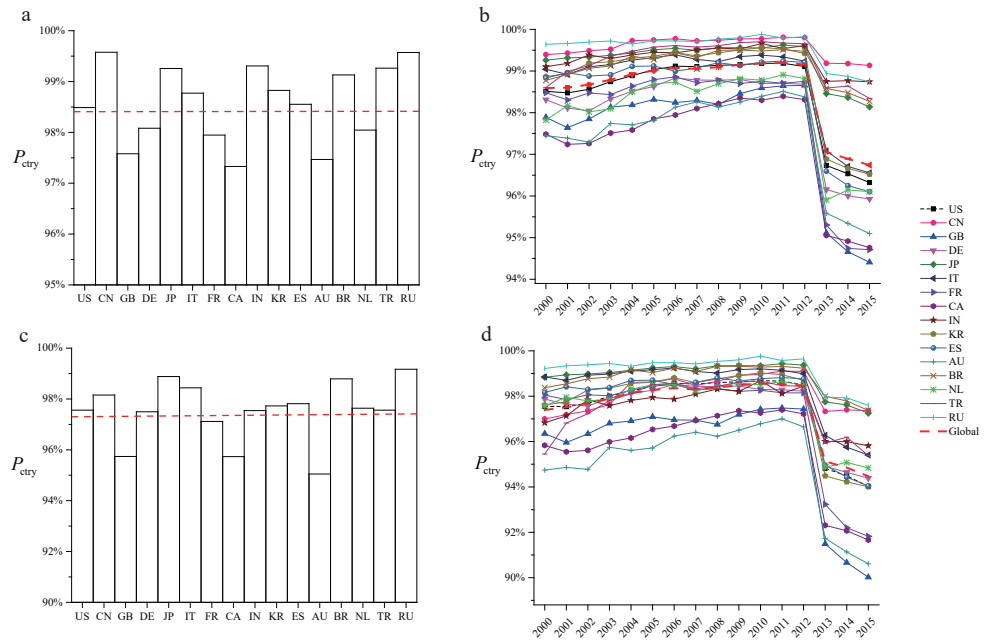 a
100%
99%
98%
97%
96%
95%
P ctry
US CN GB DE JP IT FR CA IN KR ES AU BR NL TR RU
b
100%
99%
98%
97%
96%
95%
94%
P ctry
2000 2001 2002 2003 2004 2005 2006 2007 2008 2009 2010 2011 2012 2013 2014 2015
c
100%
98%
96%
94%
92%
90%
P ctry
US CN GB DE JP IT FR CA IN KR ES AU BR NL TR RU
d
100%
98%
96%
94%
92%
90%
P ctry
2000 2001 2002 2003 2004 2005 2006 2007 2008 2009 2010 2011 2012 2013 2014 2015
US
CN
GB
DE
JP
IT
FR
CA
IN
KR
ES
AU
BR
NL
TR
RU
Global